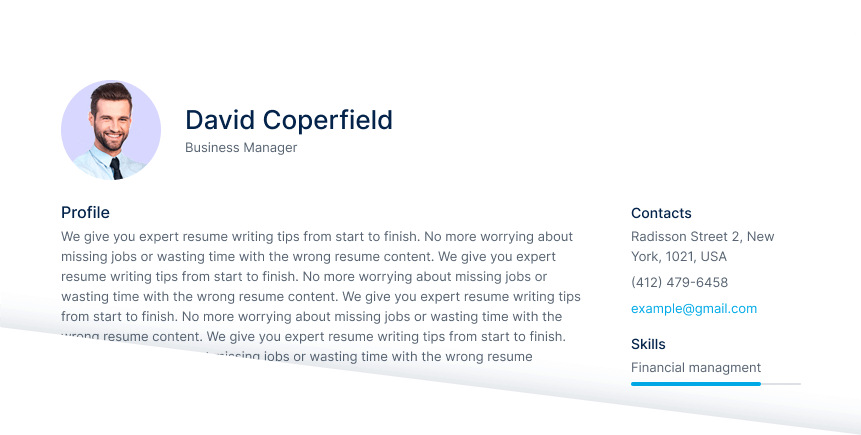 David Coperfield
Business Manager
Profile
We give you expert resume writing tips from start to finish. No more worrying about
missing jobs or wasting time with the wrong resume content. We give you expert
resume writing tips from start to finish. No more worrying about missing jobs or
wasting time with the wrong resume content. We give you expert resume writing tips
from start to finish. No more worrying about missing jobs or wasting time with the
wrong resume content. We give you expert resume writing tips from start to finish.
missing jobs or wasting time with the wrong resume
Contacts
Radisson Street 2, New
York, 1021, USA
(412) 479-6458
example@gmail.com
Skills
Financial managment